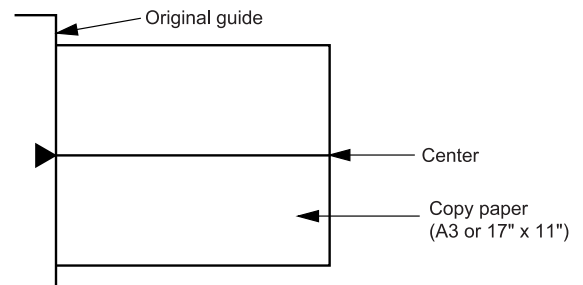 Original guide
Center
Copy paper
(A3 or 17" x 11")